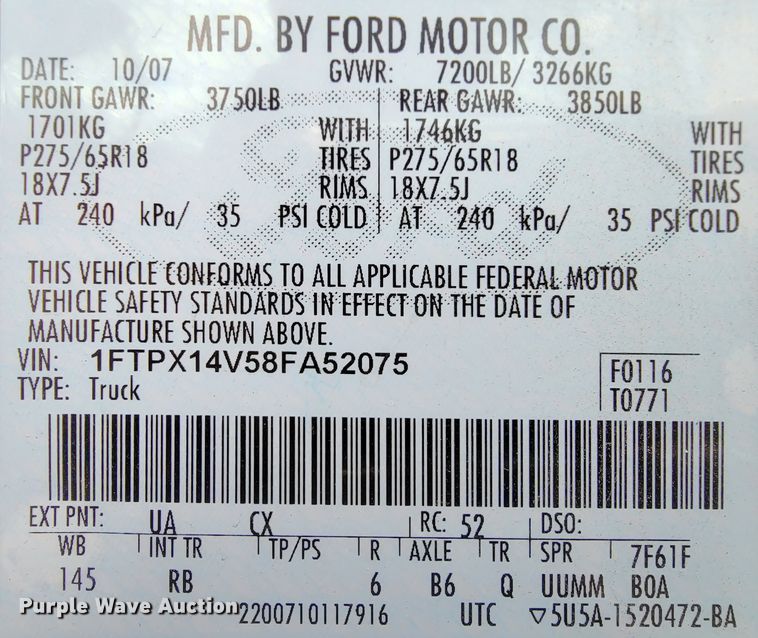 MFD. BY FORD MOTOR CO.
DATE: 10/07 GVWR: 7200LB/ 3266KG
FRONT GAWR: 3750LB REAR GAWR: 3850LB
1701KG WITH 1746KG WITH
P275/65R18 TIRES P275/65R18 TIRES
18X7.5J RIMS 18X7.5J RIMS
AT 240 kPa/ 35 PSI COLD AT 240 kPa/ 35 PSI COLD
THIS VEHICLE CONFORMS TO ALL APPLICABLE FEDERAL MOTOR
VEHICLE SAFETY STANDARDS IN EFFECT ON THE DATE OF
MANUFACTURE SHOWN ABOVE.
VIN: 1FTPX14V58FA52075
F0116
TYPE: Truck
T0771
EXT PNT: UA CX RC: 52 DSO:
WB INT TR TP/PS R AXLE TR SPR 7F61F
145 RB 6 B6 Q UUMM BOA
Purple Wave Auction 2200710117916 UTC ▽5U5A-1520472-BA